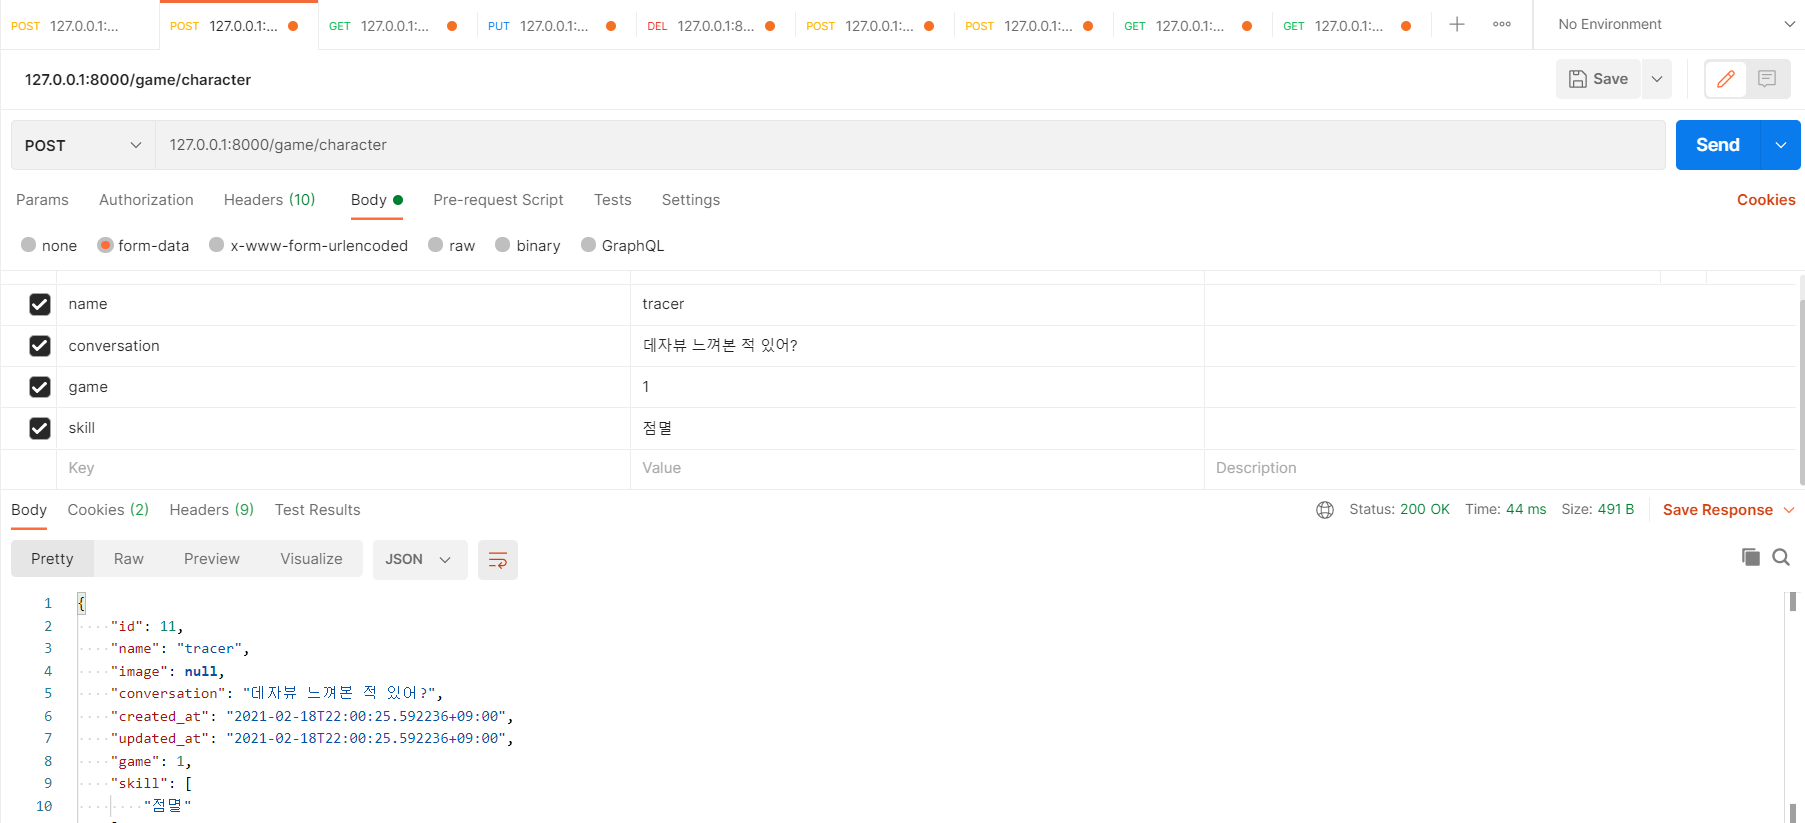 POST 127.0.0.1:... POST 127.0.0.1:... GET 127.0.0.1:... PUT 127.0.0.1:... DEL 127.0.0.1:8... POST 127.0.0.1:... POST 127.0.0.1:... GET 127.0.0.1:... GET 127.0.0.1:... No Environment
127.0.0.1:8000/game/character Save
POST 127.0.0.1:8000/game/character Send
Params Authorization Headers (10) Body Pre-request Script Tests Settings Cookies
none form-data x-www-form-urlencoded raw binary GraphQL
name tracer
conversation 데자뷰 느껴본 적 있어?
game 1
skill 점멸
Key Value Description
Body Cookies (2) Headers (9) Test Results Status: 200 OK Time: 44 ms Size: 491 B Save Response
Pretty Raw Preview Visualize JSON
1 {
2 "id": 11,
3 "name": "tracer",
4 "image": null,
5 "conversation": "데자뷰 느껴본 적 있어?",
6 "created_at": "2021-02-18T22:00:25.592236+09:00",
7 "updated_at": "2021-02-18T22:00:25.592236+09:00",
8 "game": 1,
9 "skill": [
10 "점멸"